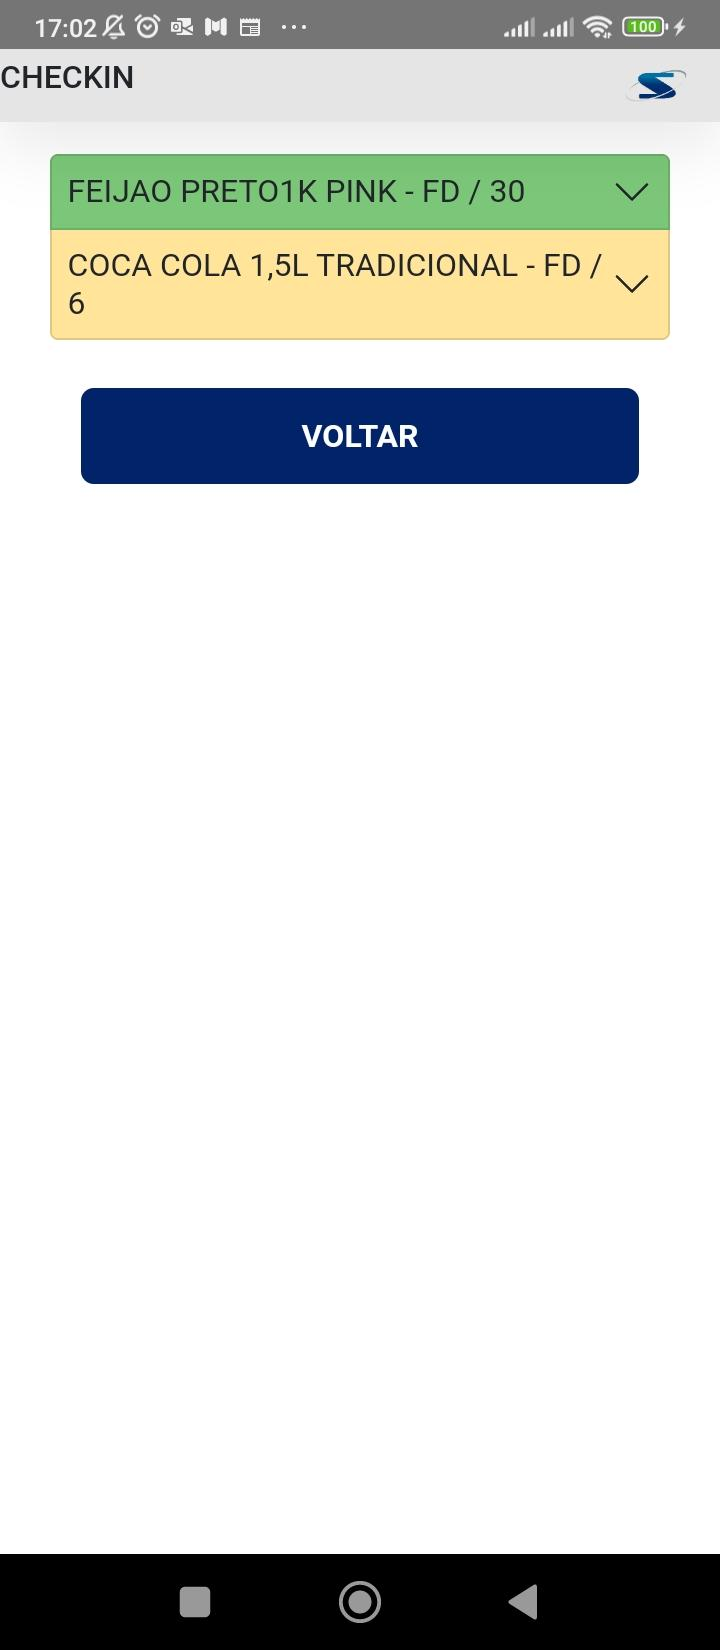 17:02
100
CHECKIN
FEIJAO PRETO1K PINK - FD / 30
COCA COLA 1,5L TRADICIONAL - FD /
6
VOLTAR